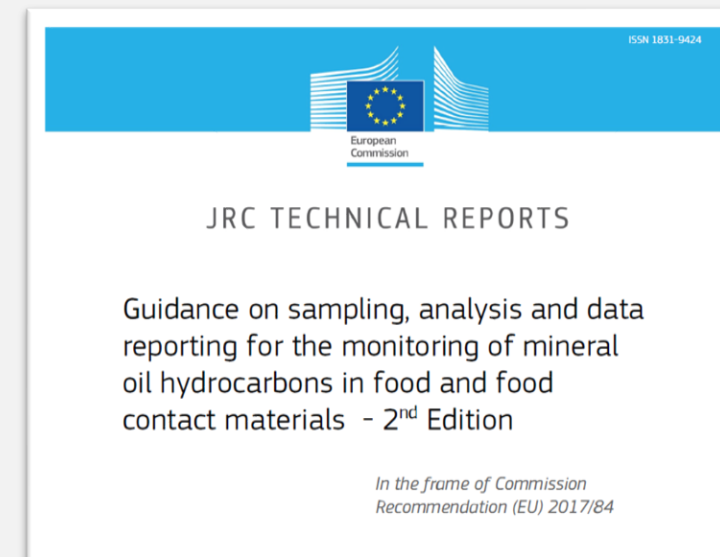 ISSN 1831-9424
European
Commission
JRC TECHNICAL REPORTS
Guidance on sampling, analysis and data
reporting for the monitoring of mineral
oil hydrocarbons in food and food
contact materials - 2nd Edition
In the frame of Commission
Recommendation (EU) 2017/84